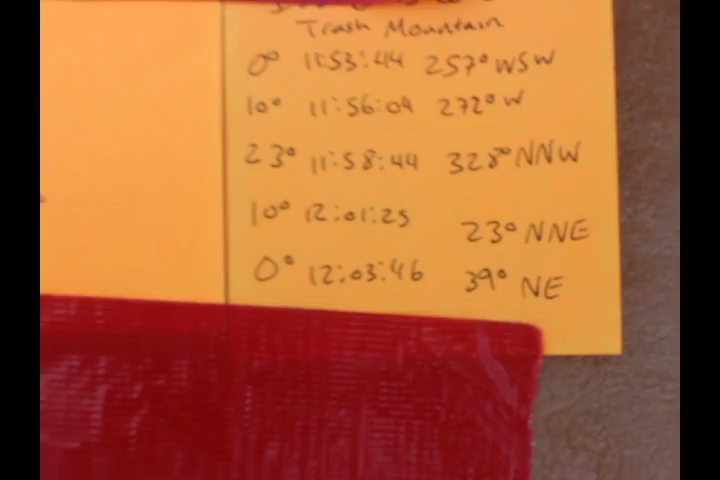 Trash Mountain
0° 11:53:44 257° WSW
10° 11:56:04 272° W
23° 11:58:44 328° NNW
10° 12:01:25 23° NNE
0° 12:03:46 39° NE